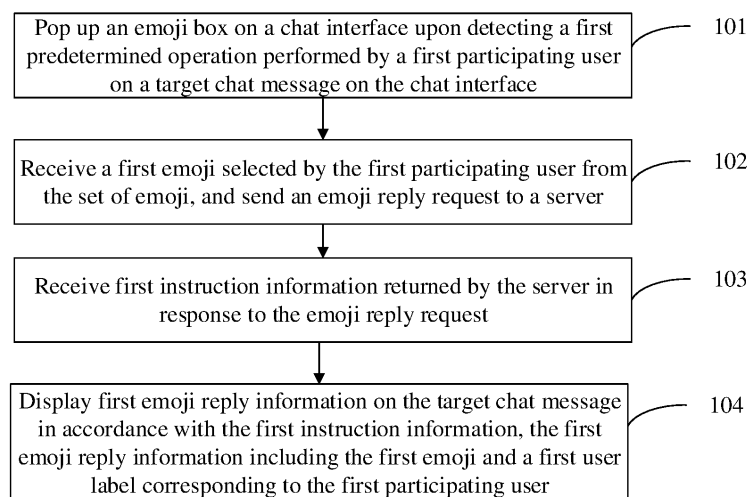 Pop up an emoji box on a chat interface upon detecting a first
predetermined operation performed by a first participating user
on a target chat message on the chat interface
101
Receive a first emoji selected by the first participating user from
the set of emoji, and send an emoji reply request to a server
102
Receive first instruction information returned by the server in
response to the emoji reply request
103
Display first emoji reply information on the target chat message
in accordance with the first instruction information, the first
emoji reply information including the first emoji and a first user
label corresponding to the first participating user
104